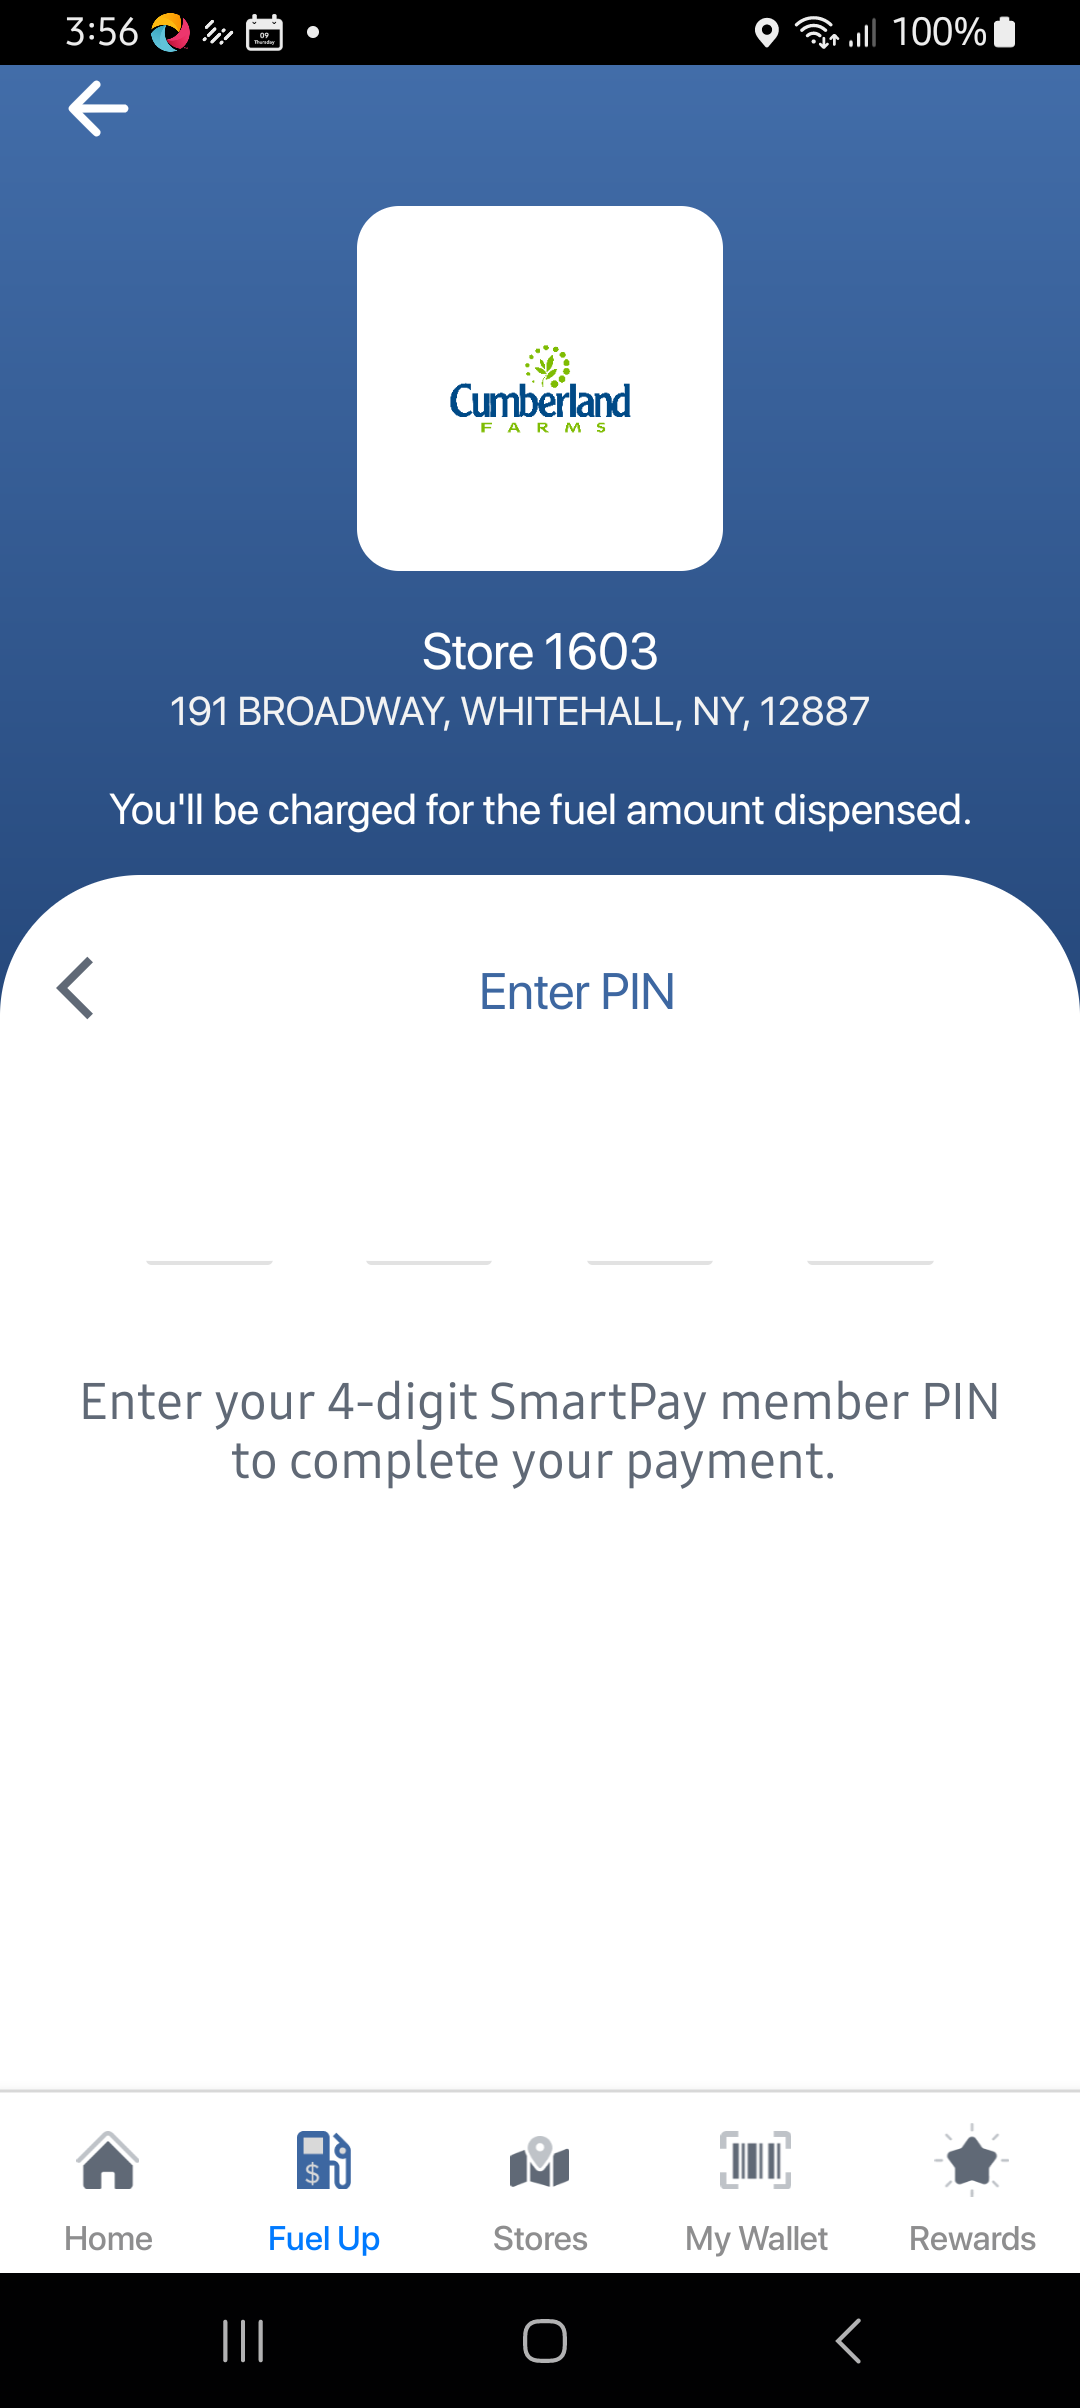 3:56
09
Thursday
100%
Cumberland
FARMS
Store 1603
191 BROADWAY, WHITEHALL, NY, 12887
You'll be charged for the fuel amount dispensed.
Enter PIN
Enter your 4-digit SmartPay member PIN
to complete your payment.
$
Home
Fuel Up
Stores
My Wallet
Rewards